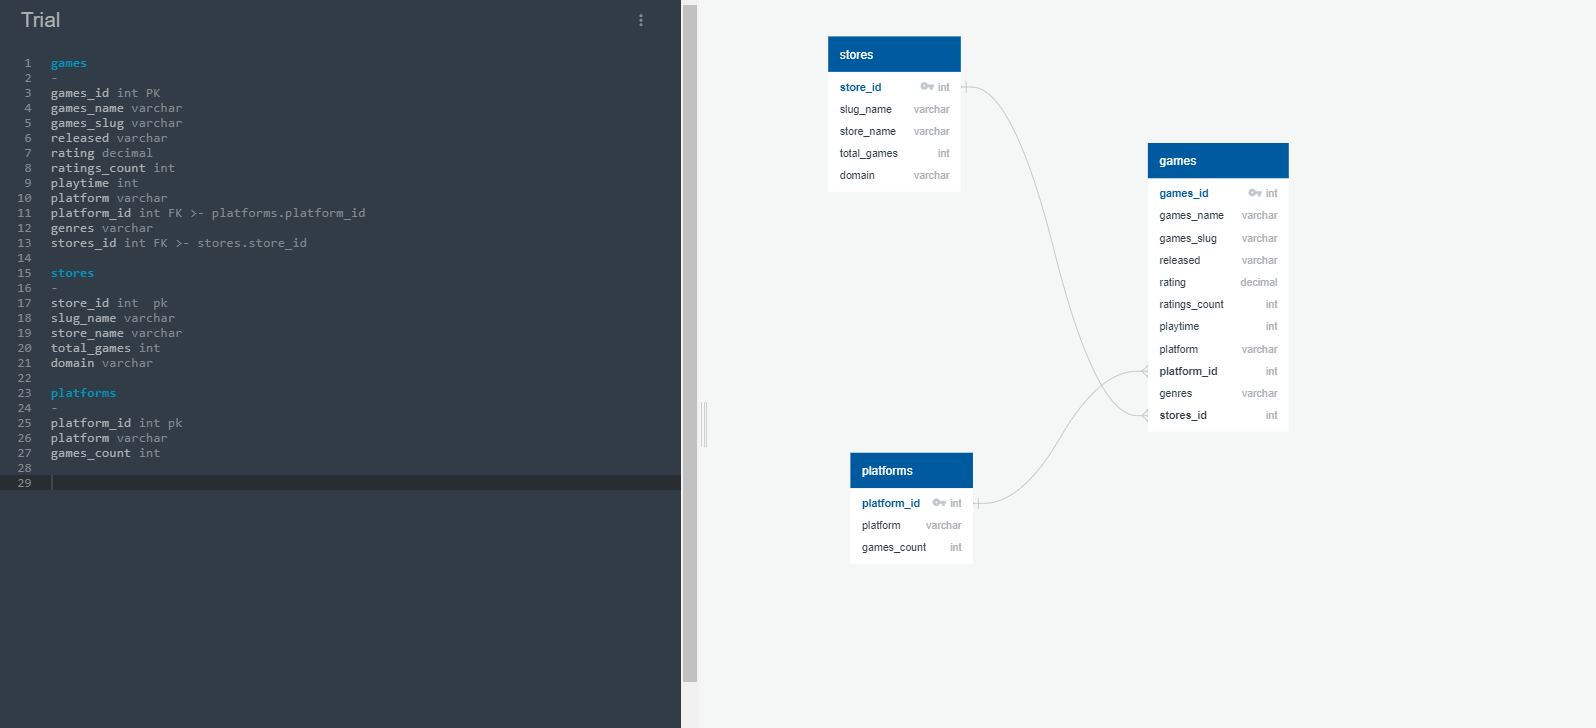 Trial
1 games
2 -
3 games_id int PK
4 games_name varchar
5 games_slug varchar
6 released varchar
7 rating decimal
8 ratings_count int
9 playtime int
10 platform varchar
11 platform_id int FK >- platforms.platform_id
12 genres varchar
13 stores_id int FK >- stores.store_id
14
15 stores
16 -
17 store_id int  pk
18 slug_name varchar
19 store_name varchar
20 total_games int
21 domain varchar
22
23 platforms
24 -
25 platform_id int pk
26 platform varchar
27 games_count int
28
29
stores
store_id int
slug_name varchar
store_name varchar
total_games int
domain varchar
games
games_id int
games_name varchar
games_slug varchar
released varchar
rating decimal
ratings_count int
playtime int
platform varchar
platform_id int
genres varchar
stores_id int
platforms
platform_id int
platform varchar
games_count int